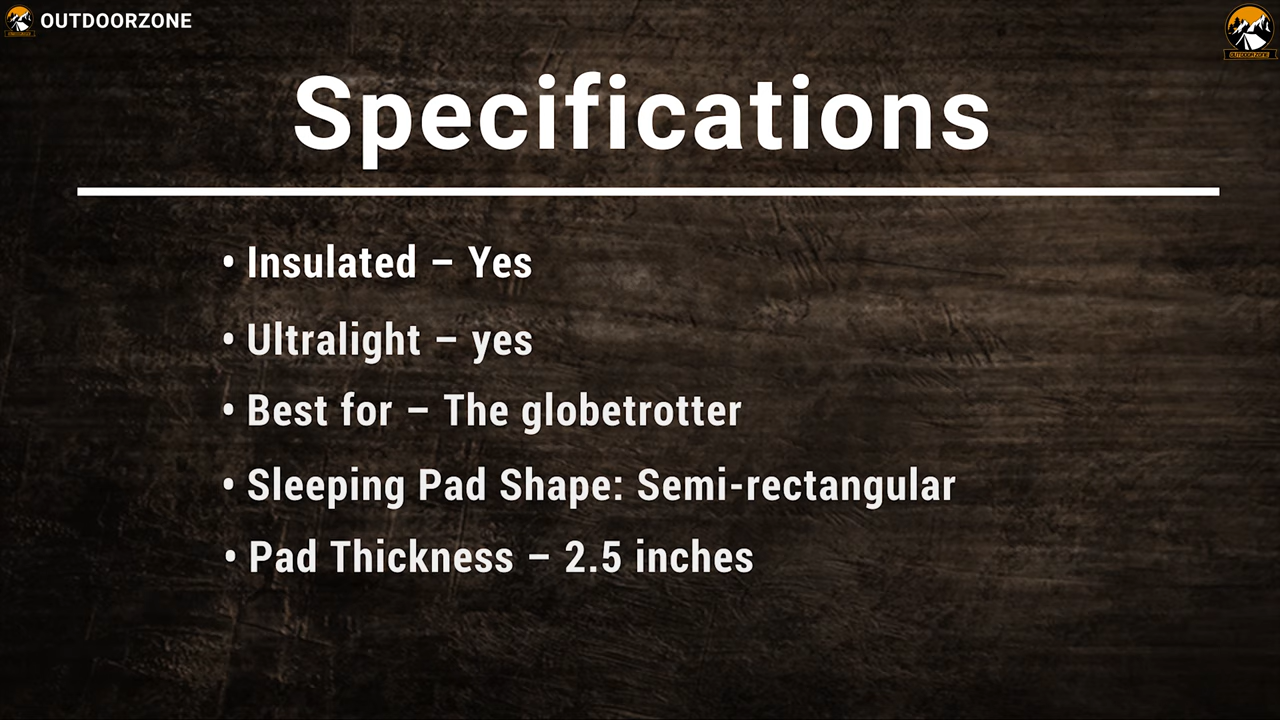 OUTDOORZONE
OUTDOORZONE
Specifications
• Insulated – Yes
• Ultralight – yes
• Best for – The globetrotter
• Sleeping Pad Shape: Semi-rectangular
• Pad Thickness – 2.5 inches